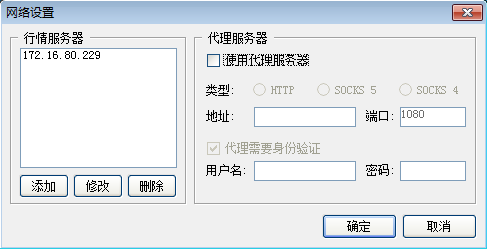 网络设置
行情服务器
172.16.80.229
添加 修改 删除
代理服务器
使用代理服务器
类型: HTTP SOCKS 5 SOCKS 4
地址: 端口: 1080
代理需要身份验证
用户名: 密码:
确定 取消